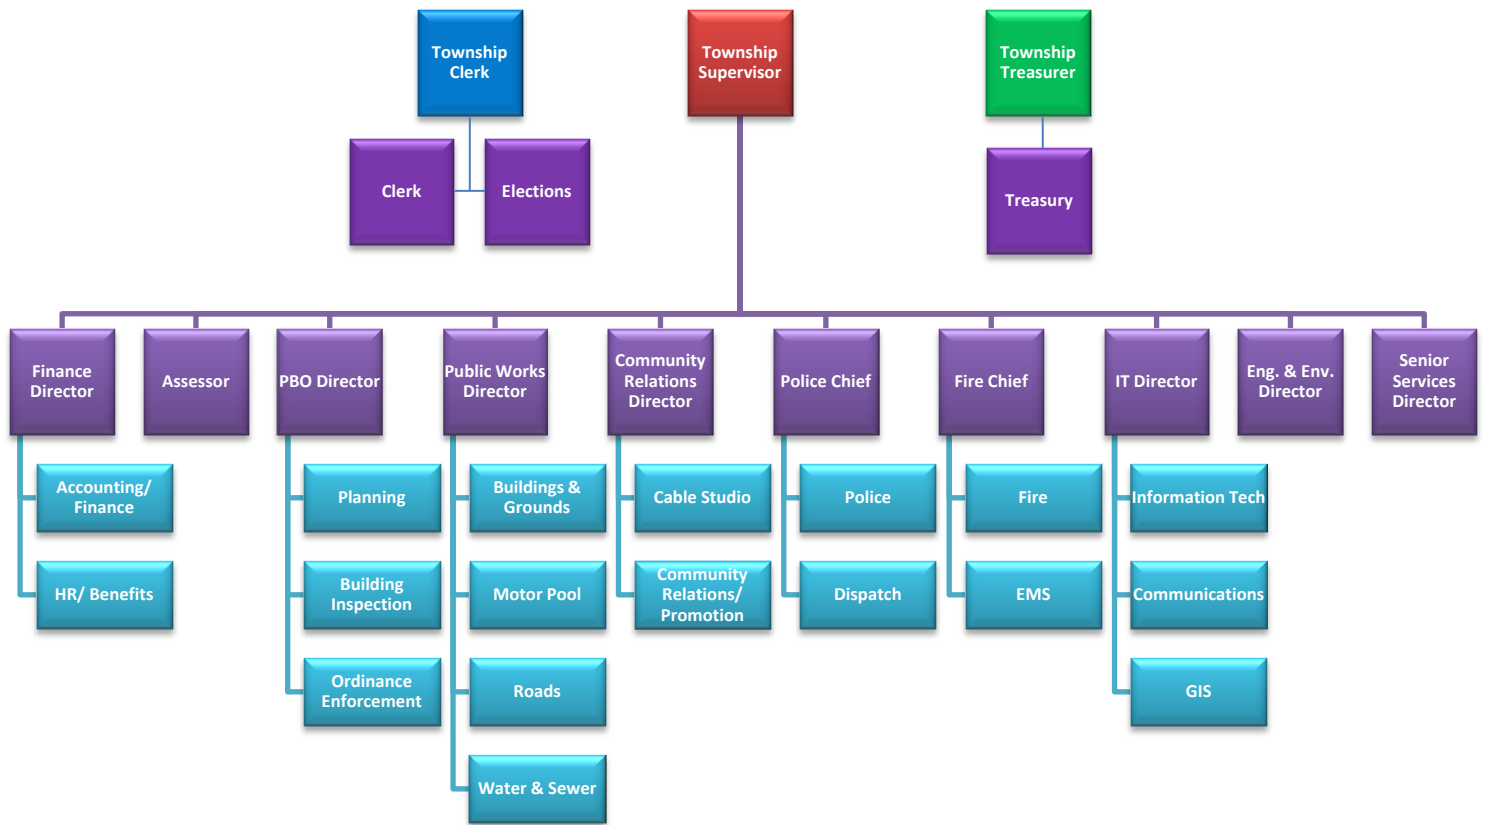 Township
Clerk
Township
Supervisor
Township
Treasurer
Clerk
Elections
Treasury
Finance
Director
Assessor
PBO Director
Public Works
Director
Community
Relations
Director
Police Chief
Fire Chief
IT Director
Eng. & Env.
Director
Senior
Services
Director
Accounting/
Finance
Planning
Buildings &
Grounds
Cable Studio
Police
Fire
Information Tech
HR/ Benefits
Building
Inspection
Motor Pool
Community
Relations/
Promotion
Dispatch
EMS
Communications
Ordinance
Enforcement
Roads
GIS
Water & Sewer